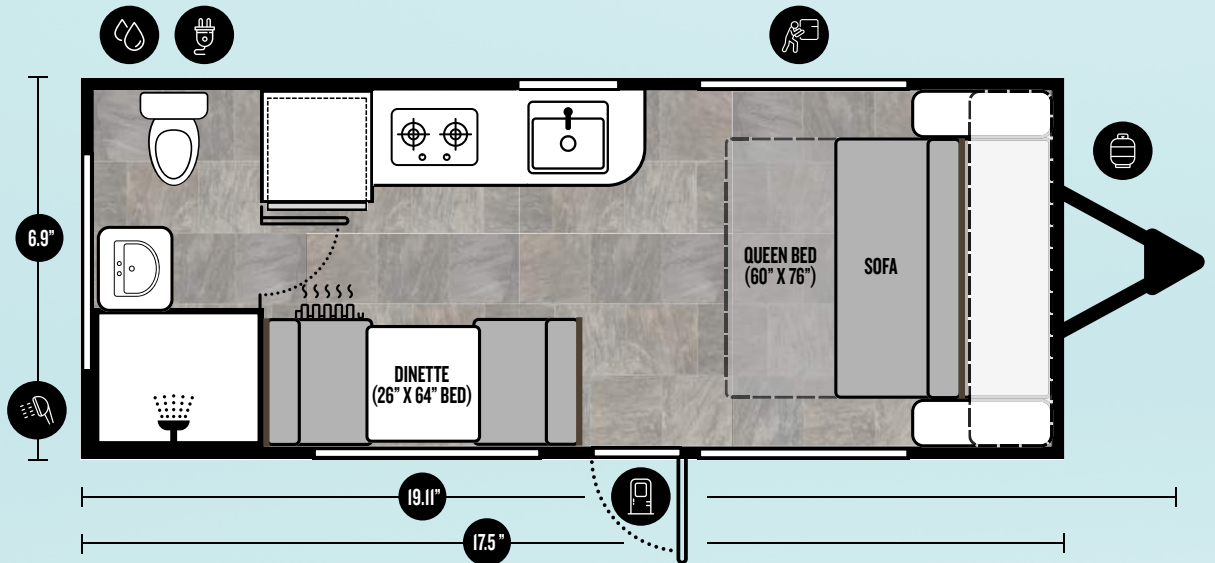 6.9”
QUEEN BED
(60” X 76”)
SOFA
DINETTE
(26” X 64” BED)
19.11”
17.5 ”